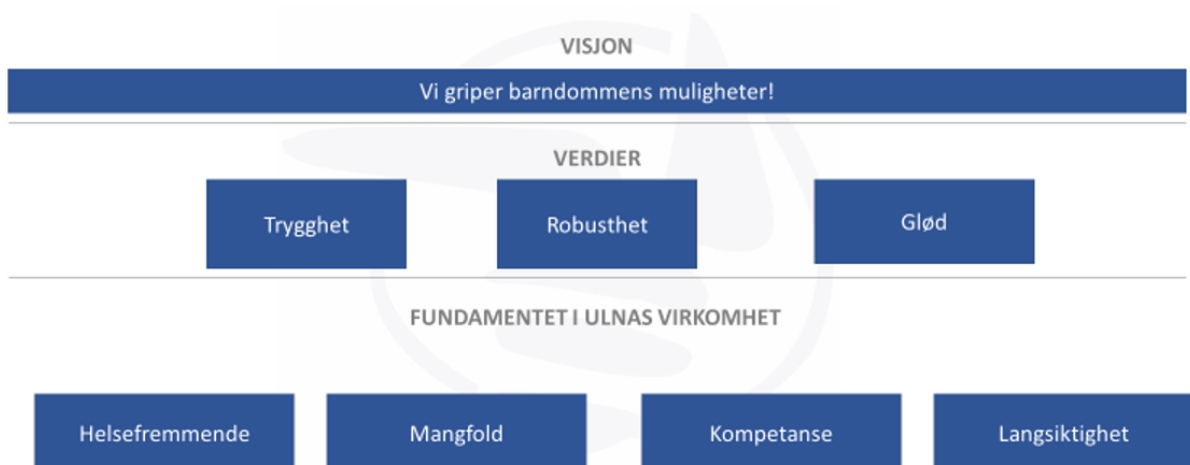 VISJON
Vi griper barndommens muligheter!
VERDIER
Trygghet
Robusthet
Glød
FUNDAMENTET I ULNAS VIRKOMHET
Helsefremmende
Mangfold
Kompetanse
Langsiktighet